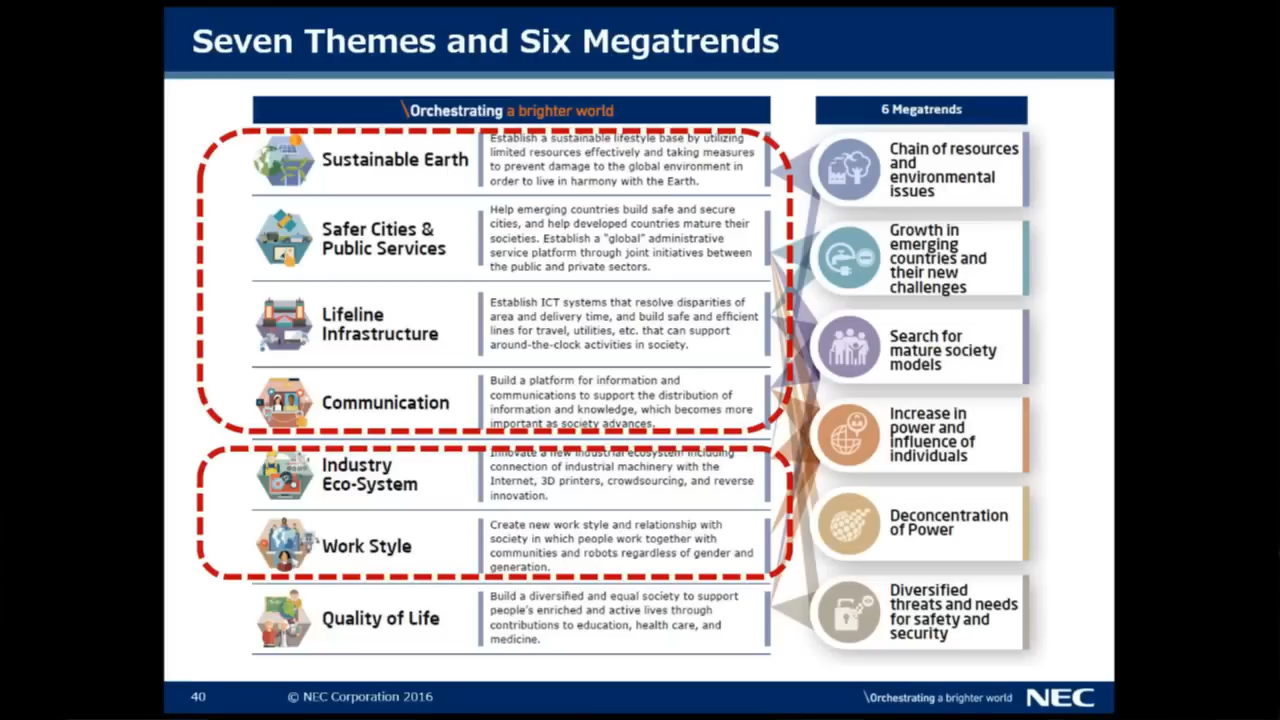 Seven Themes and Six Megatrends
\Orchestrating a brighter world
Sustainable Earth
Establish a sustainable lifestyle base by utilizing
limited resources effectively and taking measures
to prevent damage to the global environment in
order to live in harmony with the Earth.
Safer Cities &
Public Services
Help emerging countries build safe and secure
cities, and help developed countries mature their
societies. Establish a "global" administrative
service platform through joint initiatives between
the public and private sectors.
Lifeline
Infrastructure
Establish ICT systems that resolve disparities of
area and delivery time, and build safe and efficient
lines for travel, utilities, etc. that can support
around-the-clock activities in society.
Communication
Build a platform for information and
communications to support the distribution of
information and knowledge, which becomes more
important as society advances.
Industry
Eco-System
Innovate a new industrial ecosystem including
connection of industrial machinery with the
Internet, 3D printers, crowdsourcing, and reverse
innovation.
Work Style
Create new work style and relationship with
society in which people work together with
communities and robots regardless of gender and
generation.
Quality of Life
Build a diversified and equal society to support
people's enriched and active lives through
contributions to education, health care, and
medicine.
6 Megatrends
Chain of resources
and
environmental
issues
Growth in
emerging
countries and
their new
challenges
Search for
mature society
models
Increase in
power and
influence of
individuals
Deconcentration
of Power
Diversified
threats and needs
for safety and
security
40
© NEC Corporation 2016
\Orchestrating a brighter world
NEC